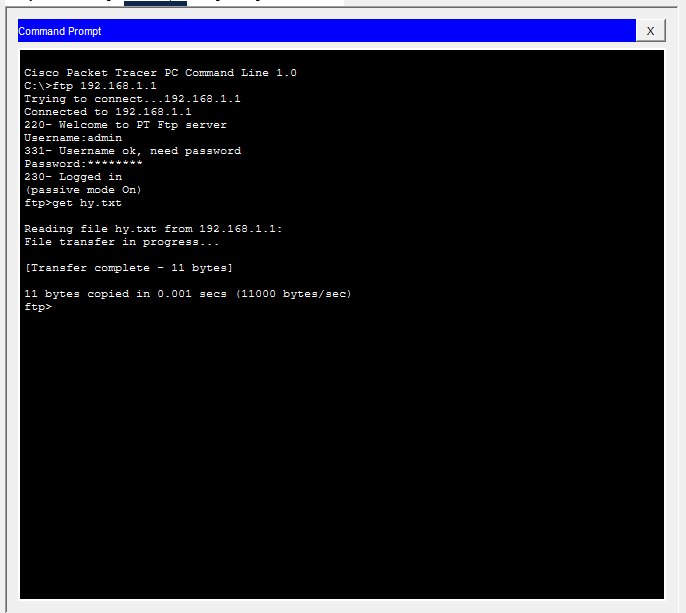 Command Prompt
X
Cisco Packet Tracer PC Command Line 1.0
C:\>ftp 192.168.1.1
Trying to connect...192.168.1.1
Connected to 192.168.1.1
220- Welcome to PT Ftp server
Username:admin
331- Username ok, need password
Password:********
230- Logged in
(passive mode On)
ftp>get hy.txt
Reading file hy.txt from 192.168.1.1:
File transfer in progress...
[Transfer complete - 11 bytes]
11 bytes copied in 0.001 secs (11000 bytes/sec)
ftp>